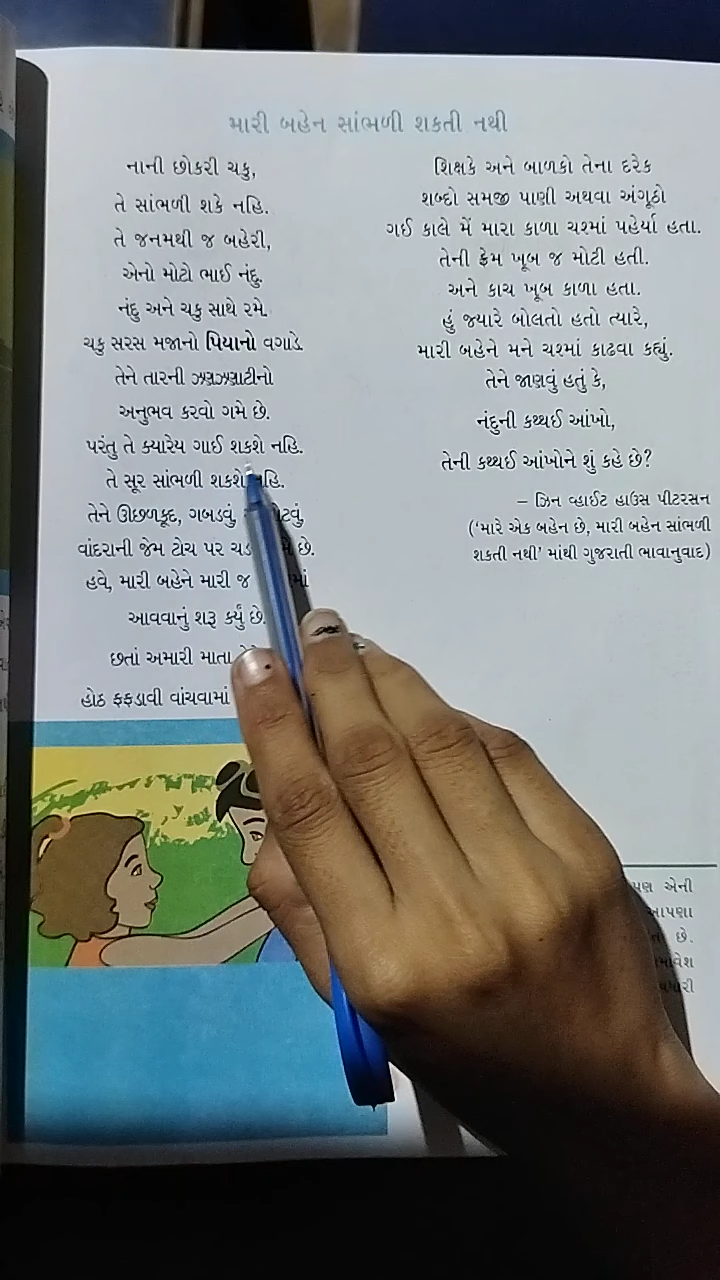 મારી બહેન સાંભળી શકતી નથી
નાની છોકરી ચકુ,
તે સાંભળી શકે નહિ.
તે જનમથી જ બહેરી,
એનો મોટો ભાઈ નંદુ.
નંદુ અને ચકુ સાથે રમે.
ચકુ સરસ મજાનો પિયાનો વગાડે.
તેને તારની ઝણઝણાટીનો
અનુભવ કરવો ગમે છે.
પરંતુ તે ક્યારેય ગાઈ શકશે નહિ.
તે સૂર સાંભળી શકશે
તેને ઊછળકૂદ, ગબડવું,
વાંદરાની જેમ ટોચ પર છે.
હવે, મારી બહેને મારી જ
આવવાનું શરૂ કર્યું છે.
છતાં અમારી માતા
હોઠ ફફડાવી વાંચવામાં
શિક્ષકે અને બાળકો તેના દરેક
શબ્દો સમજી પાણી અથવા અંગૂઠો
ગઈ કાલે મેં મારા કાળા ચશ્માં પહેર્યા હતા.
તેની ફ્રેમ ખૂબ જ મોટી હતી.
અને કાચ ખૂબ કાળા હતા.
હું જ્યારે બોલતો હતો ત્યારે,
મારી બહેને મને ચશ્માં કાઢવા કહ્યું.
તેને જાણવું હતું કે,
નંદુની કથ્થઈ આંખો,
તેની કથ્થઈ આંખોને શું કહે છે?
– ઝિન વ્હાઈટ હાઉસ પીટરસન
('મારે એક બહેન છે, મારી બહેન સાંભળી
શકતી નથી' માંથી ગુજરાતી ભાવાનુવાદ)
એની
આપણા
છે.